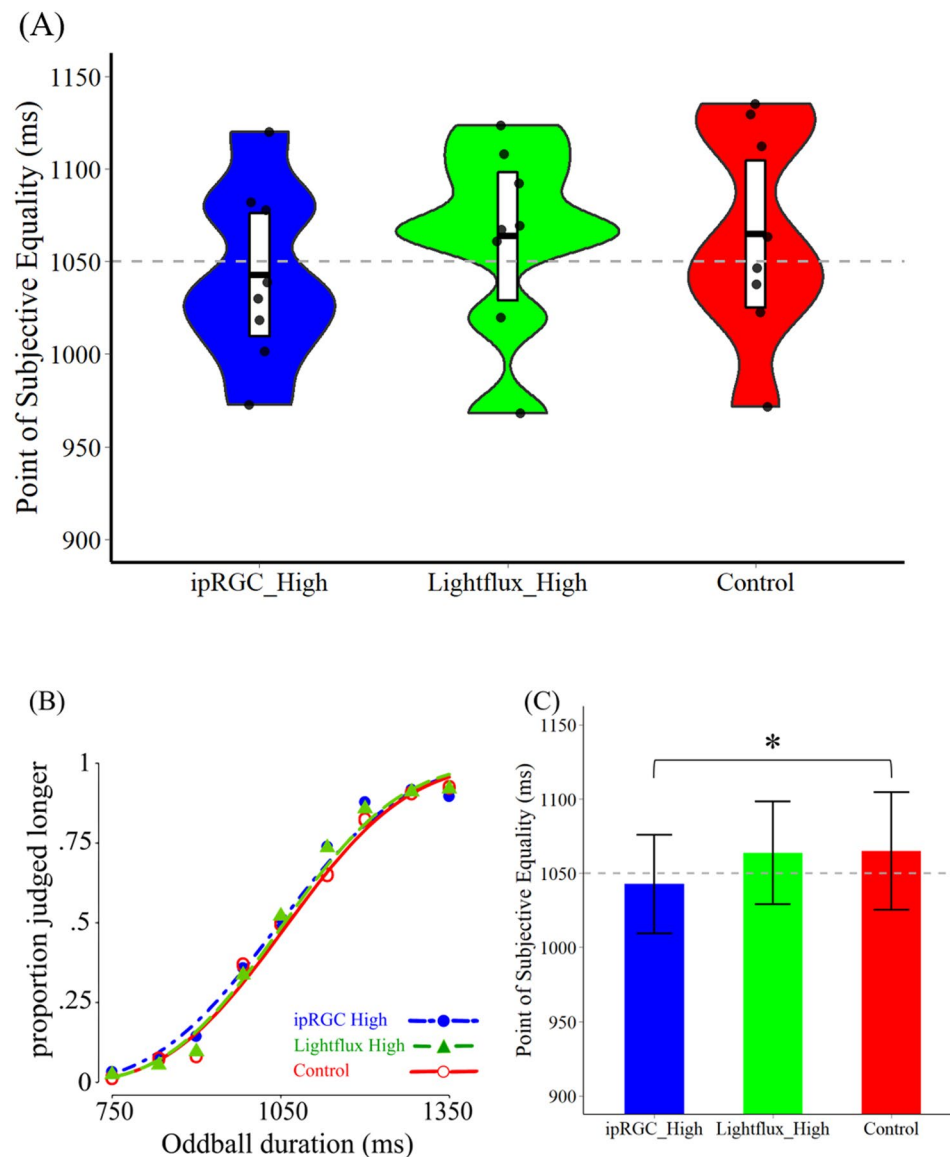 (A)
Point of Subjective Equality (ms)
1150
1100
1050
1000
950
900
ipRGC_High
Lightflux_High
Control
(B)
proportion judged longer
1
.75
.5
.25
0
750
1050
1350
Oddball duration (ms)
ipRGC High
Lightflux High
Control
(C)
Point of Subjective Equality (ms)
1150
1100
1050
1000
950
900
*
ipRGC_High
Lightflux_High
Control